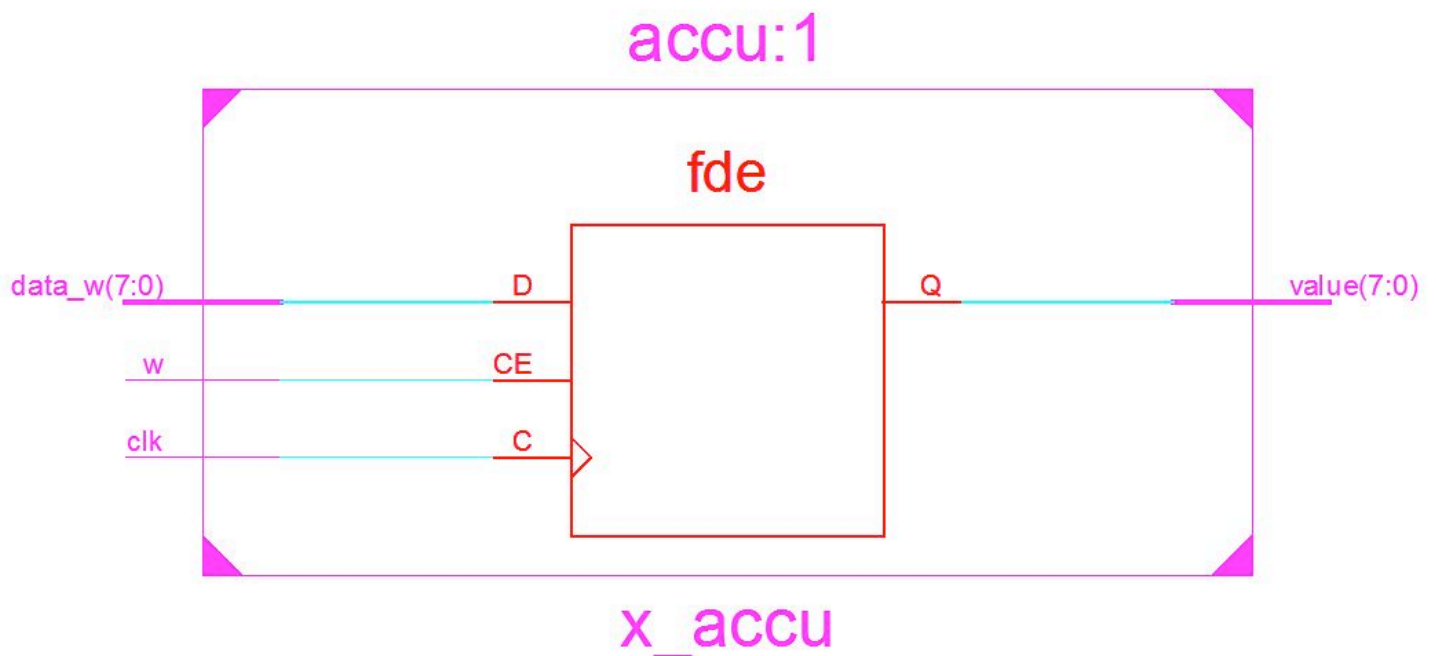 accu:1
fde
data_w(7:0)
D
Q
value(7:0)
w
CE
clk
C
x_accu